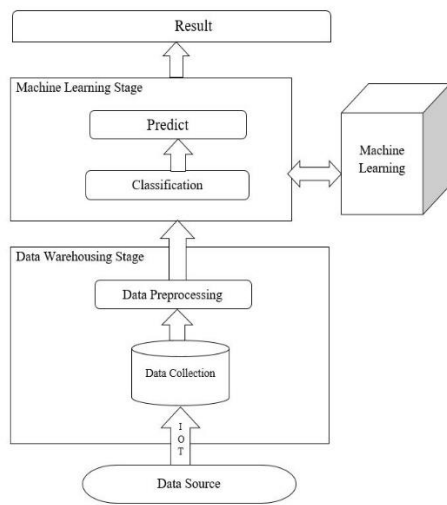 Result
Machine Learning Stage
Predict
Classification
Machine
Learning
Data Warehousing Stage
Data Preprocessing
Data Collection
I
O
T
Data Source